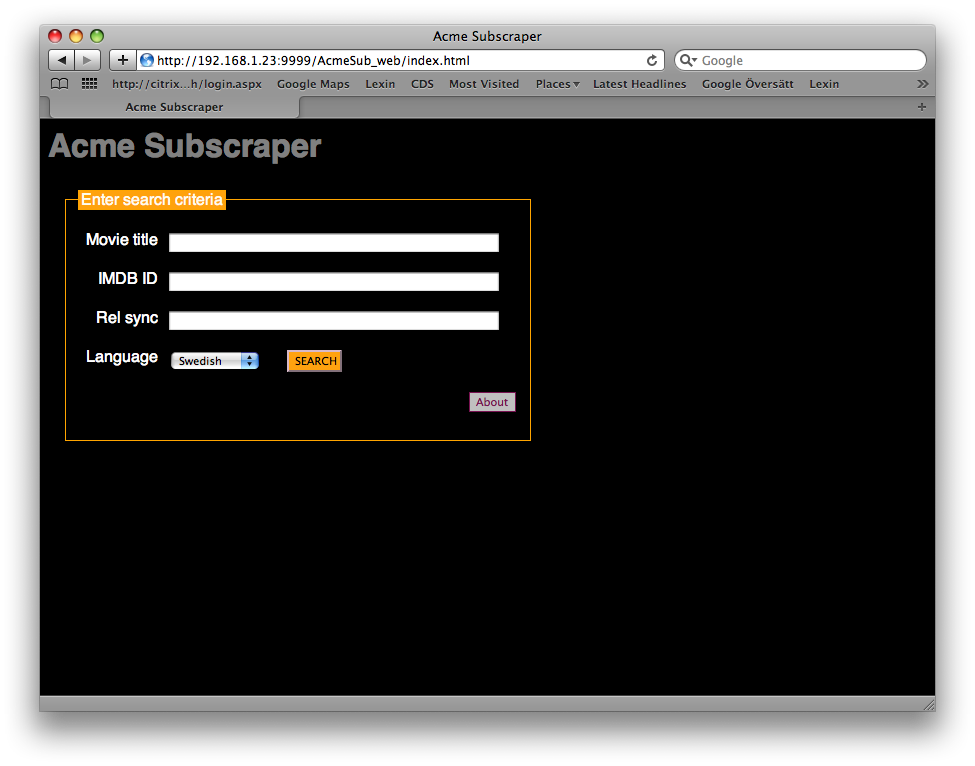 Acme Subscraper
http://192.168.1.23:9999/AcmeSub_web/index.html
Google
http://citrix...h/login.aspx Google Maps Lexin CDS Most Visited Places Latest Headlines Google Översätt Lexin
Acme Subscraper
Acme Subscraper
Enter search criteria
Movie title
IMDB ID
Rel sync
Language Swedish SEARCH
About